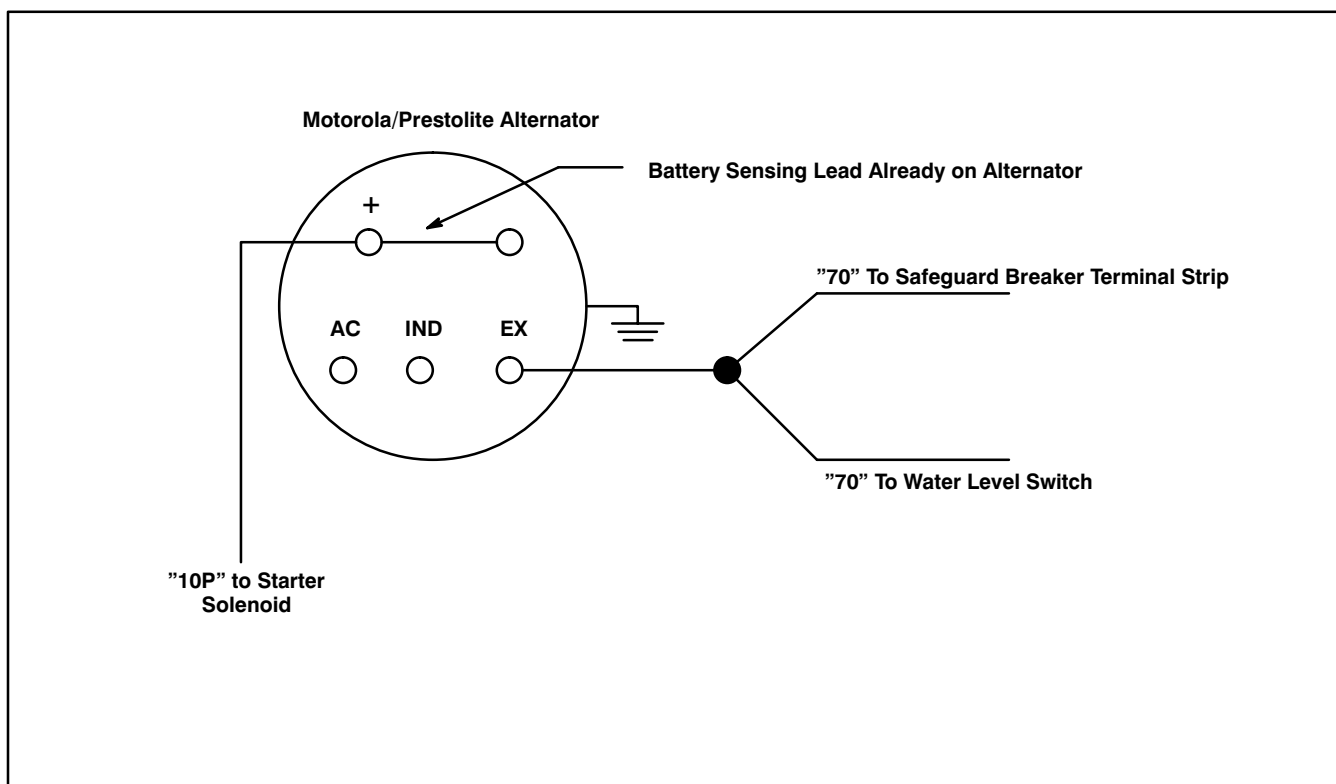 Motorola/Prestolite Alternator
Battery Sensing Lead Already on Alternator
+
”70” To Safeguard Breaker Terminal Strip
AC IND EX
”70” To Water Level Switch
”10P” to Starter
Solenoid